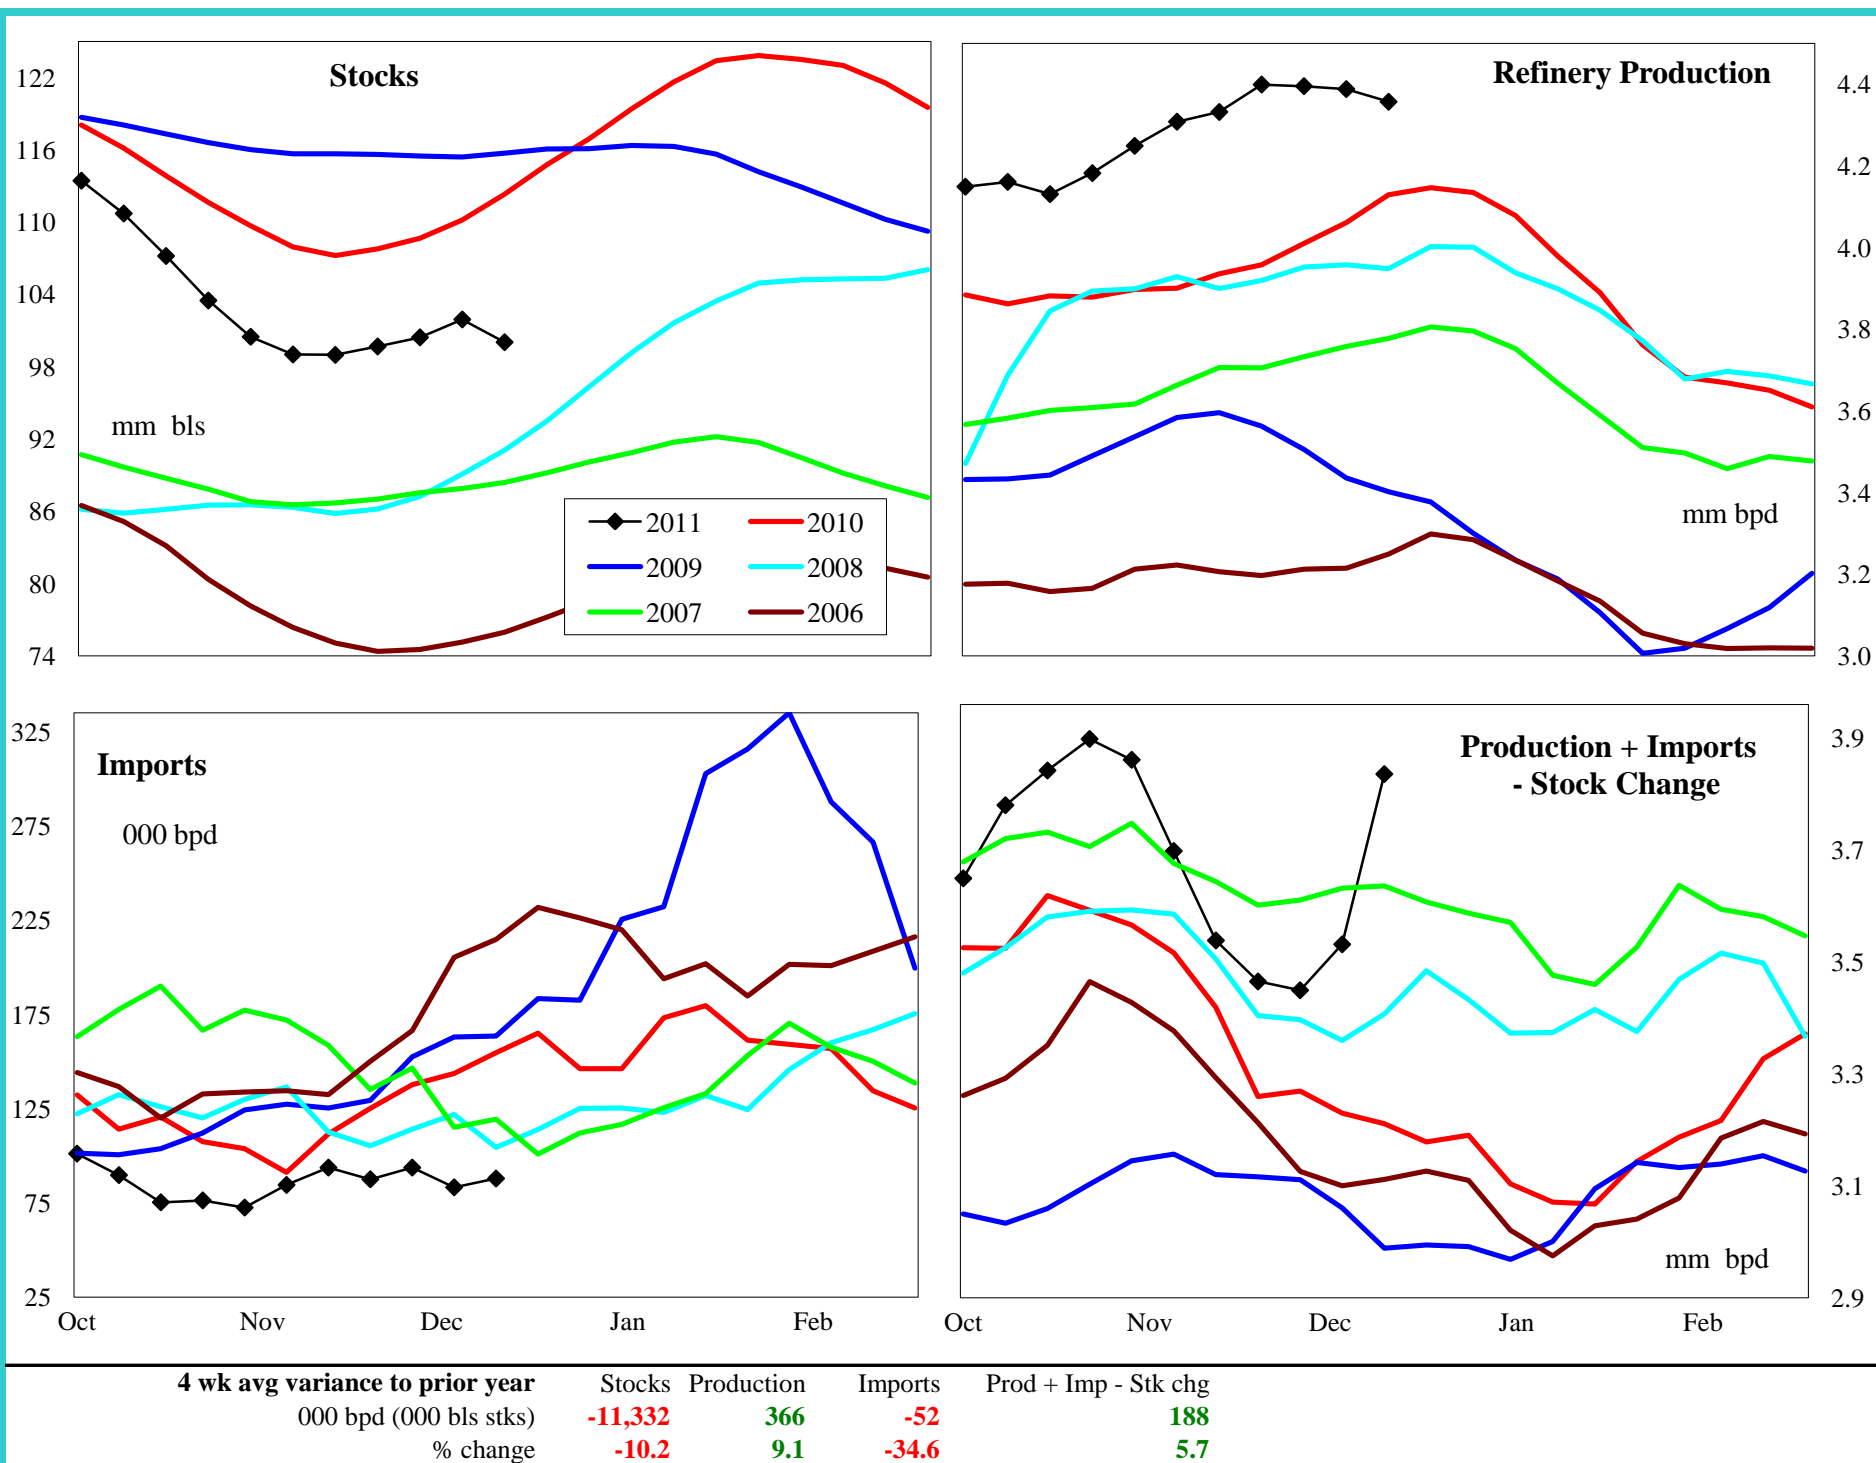 Stocks
122
116
110
104
98
92
86
80
74
mm bls
2011
2010
2009
2008
2007
2006
Refinery Production
4.4
4.2
4.0
3.8
3.6
3.4
3.2
3.0
mm bpd
Imports
000 bpd
325
275
225
175
125
75
25
Oct Nov Dec Jan Feb
Production + Imports
- Stock Change
3.9
3.7
3.5
3.3
3.1
2.9
mm bpd
Oct Nov Dec Jan Feb
4 wk avg variance to prior year Stocks Production Imports Prod + Imp - Stk chg
000 bpd (000 bls stks) -11,332 366 -52 188
% change -10.2 9.1 -34.6 5.7